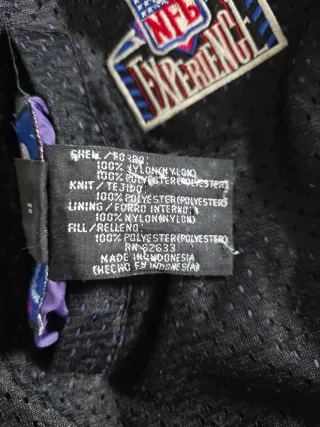 NFL
EXPERIENCE
SHELL/FORRO:
100% NYLON(NYLON)
100% POLYESTER(POLYESTER)
KNIT/TEJIDO:
100% POLYESTER(POLYESTER)
LINING/FORRO INTERNO:
100% NYLON(NYLON)
FILL/RELLENO:
100% POLYESTER(POLYESTER)
RN 62633
MADE IN INDONESIA
(HECHO EN INDONESIA)